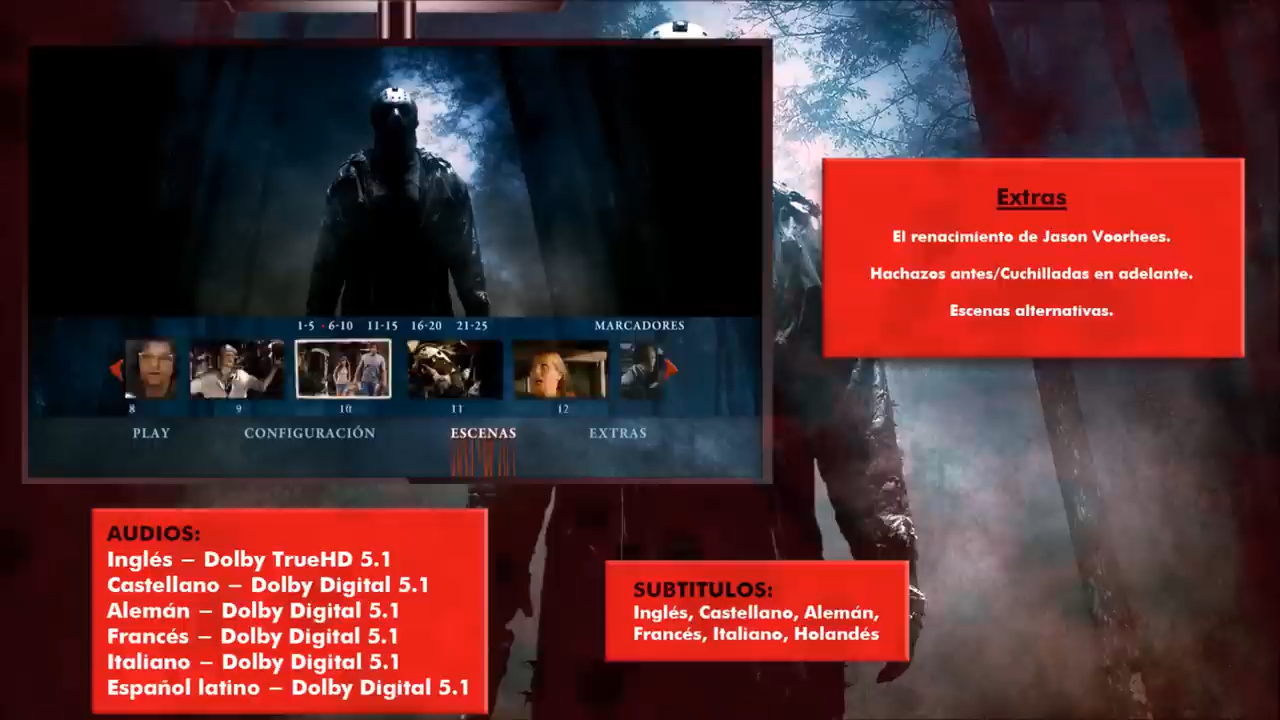 1-5 6-10 11-15 16-20 21-25 MARCADORES
8 9 10 11 12
PLAY CONFIGURACIÓN ESCENAS EXTRAS
Extras
El renacimiento de Jason Voorhees.
Hachazos antes/Cuchilladas en adelante.
Escenas alternativas.
AUDIOS:
Inglés – Dolby TrueHD 5.1
Castellano – Dolby Digital 5.1
Alemán – Dolby Digital 5.1
Francés – Dolby Digital 5.1
Italiano – Dolby Digital 5.1
Español latino – Dolby Digital 5.1
SUBTITULOS:
Inglés, Castellano, Alemán,
Francés, Italiano, Holandés